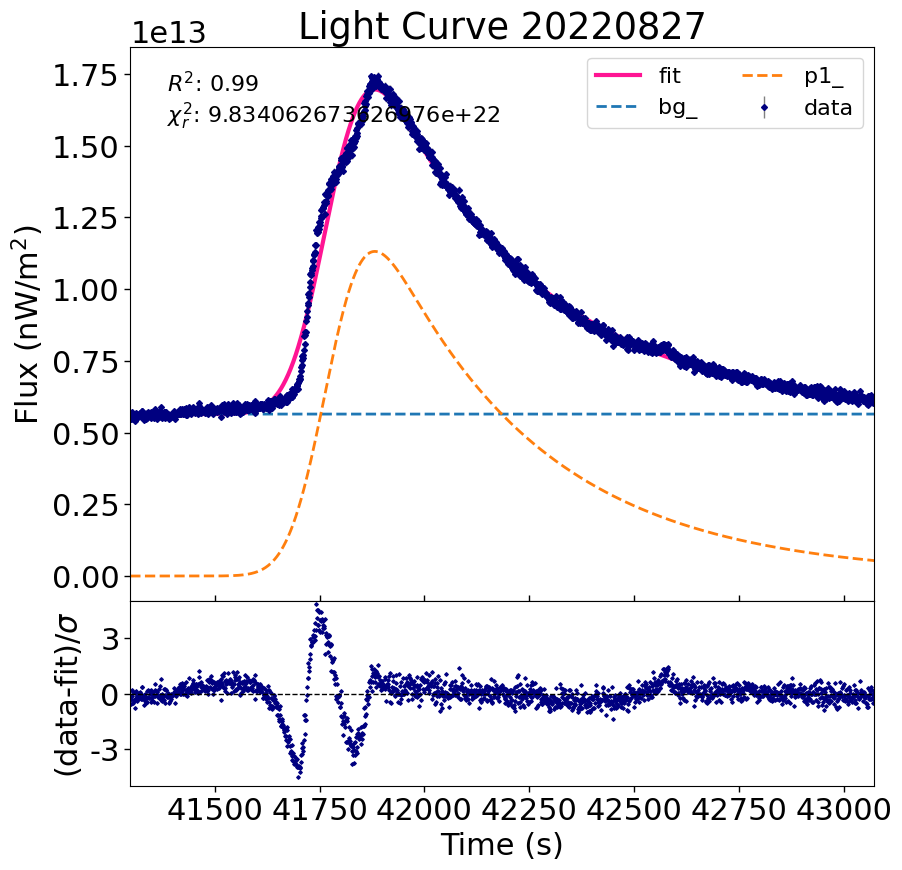 Light Curve 20220827
1e13
R²: 0.99
χ²ᵣ: 9.834062673626976e+22
fit
bg_
p1_
data
Flux (nW/m²)
1.75
1.50
1.25
1.00
0.75
0.50
0.25
0.00
(data-fit)/σ
3
0
-3
41500 41750 42000 42250 42500 42750 43000
Time (s)